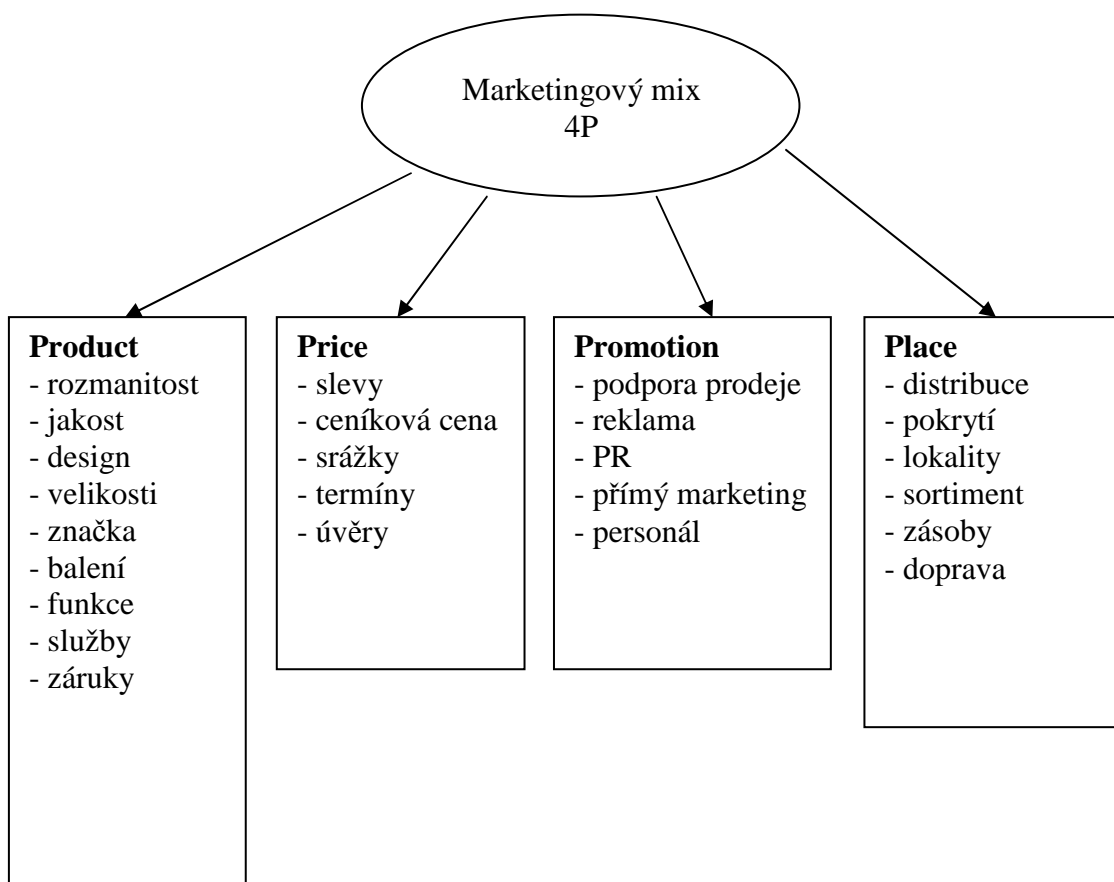 Marketingový mix
4P
Product
- rozmanitost
- jakost
- design
- velikosti
- značka
- balení
- funkce
- služby
- záruky
Price
- slevy
- ceníková cena
- srážky
- termíny
- úvěry
Promotion
- podpora prodeje
- reklama
- PR
- přímý marketing
- personál
Place
- distribuce
- pokrytí
- lokality
- sortiment
- zásoby
- doprava